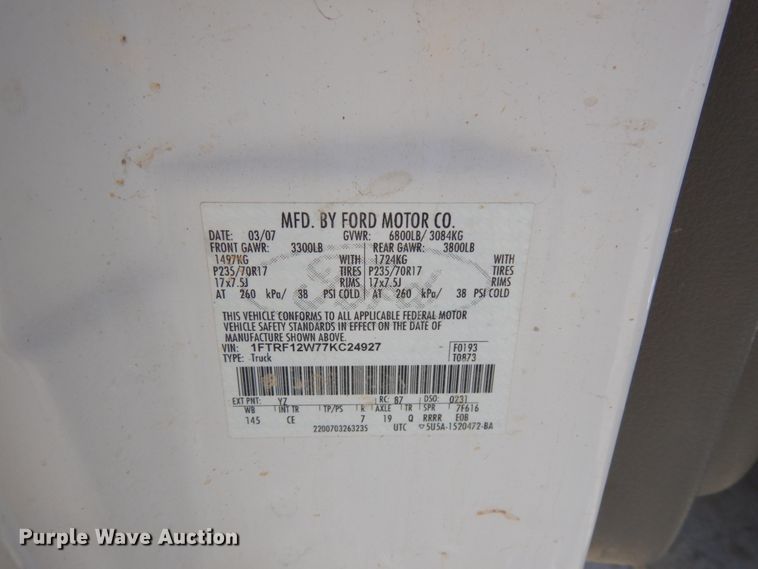 MFD. BY FORD MOTOR CO.
DATE: 03/07 GVWR: 6800LB/ 3084KG
FRONT GAWR: 3300LB REAR GAWR: 3800LB
1497KG WITH 1724KG WITH
P235/70R17 TIRES P235/70R17 TIRES
17x7.5J RIMS 17x7.5J RIMS
AT 260 kPa/ 38 PSI COLD AT 260 kPa/ 38 PSI COLD
THIS VEHICLE CONFORMS TO ALL APPLICABLE FEDERAL MOTOR
VEHICLE SAFETY STANDARDS IN EFFECT ON THE DATE OF
MANUFACTURE SHOWN ABOVE.
VIN: 1FTRF12W77KC24927 F0193
TYPE: Truck T0873
EXT PNT: YZ RC: 87 DSO: 0231
WB INT TR TP/PS R AXLE TR SPR 7F616
145 CE 7 19 Q RRRR E0B
2200703263235 UTC 5U5A-1520472-BA
Purple Wave Auction